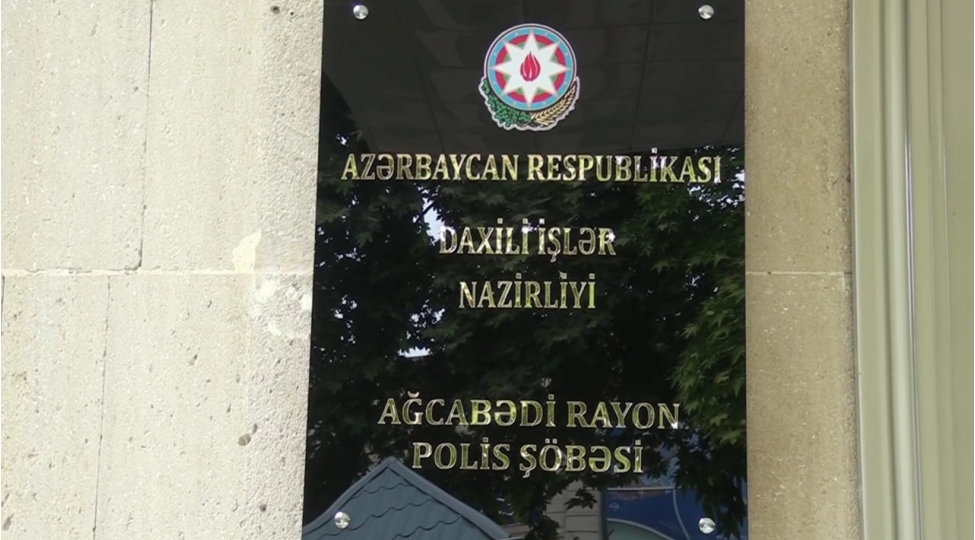 AZƏRBAYCAN RESPUBLİKASI
DAXİLİ İŞLƏR
NAZİRLİYİ
AĞCABƏDİ RAYON
POLİS ŞÖBƏSİ